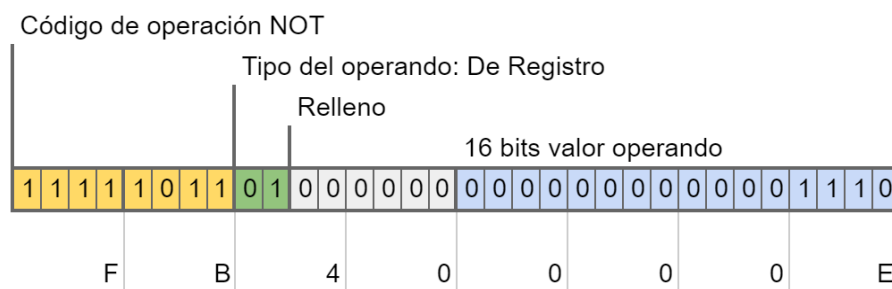 Código de operación NOT
Tipo del operando: De Registro
Relleno
16 bits valor operando
1 1 1 1 1 0 1 1 0 1 0 0 0 0 0 0 0 0 0 0 0 0 0 0 0 0 0 0 1 1 1 0
F B 4 0 0 0 0 E